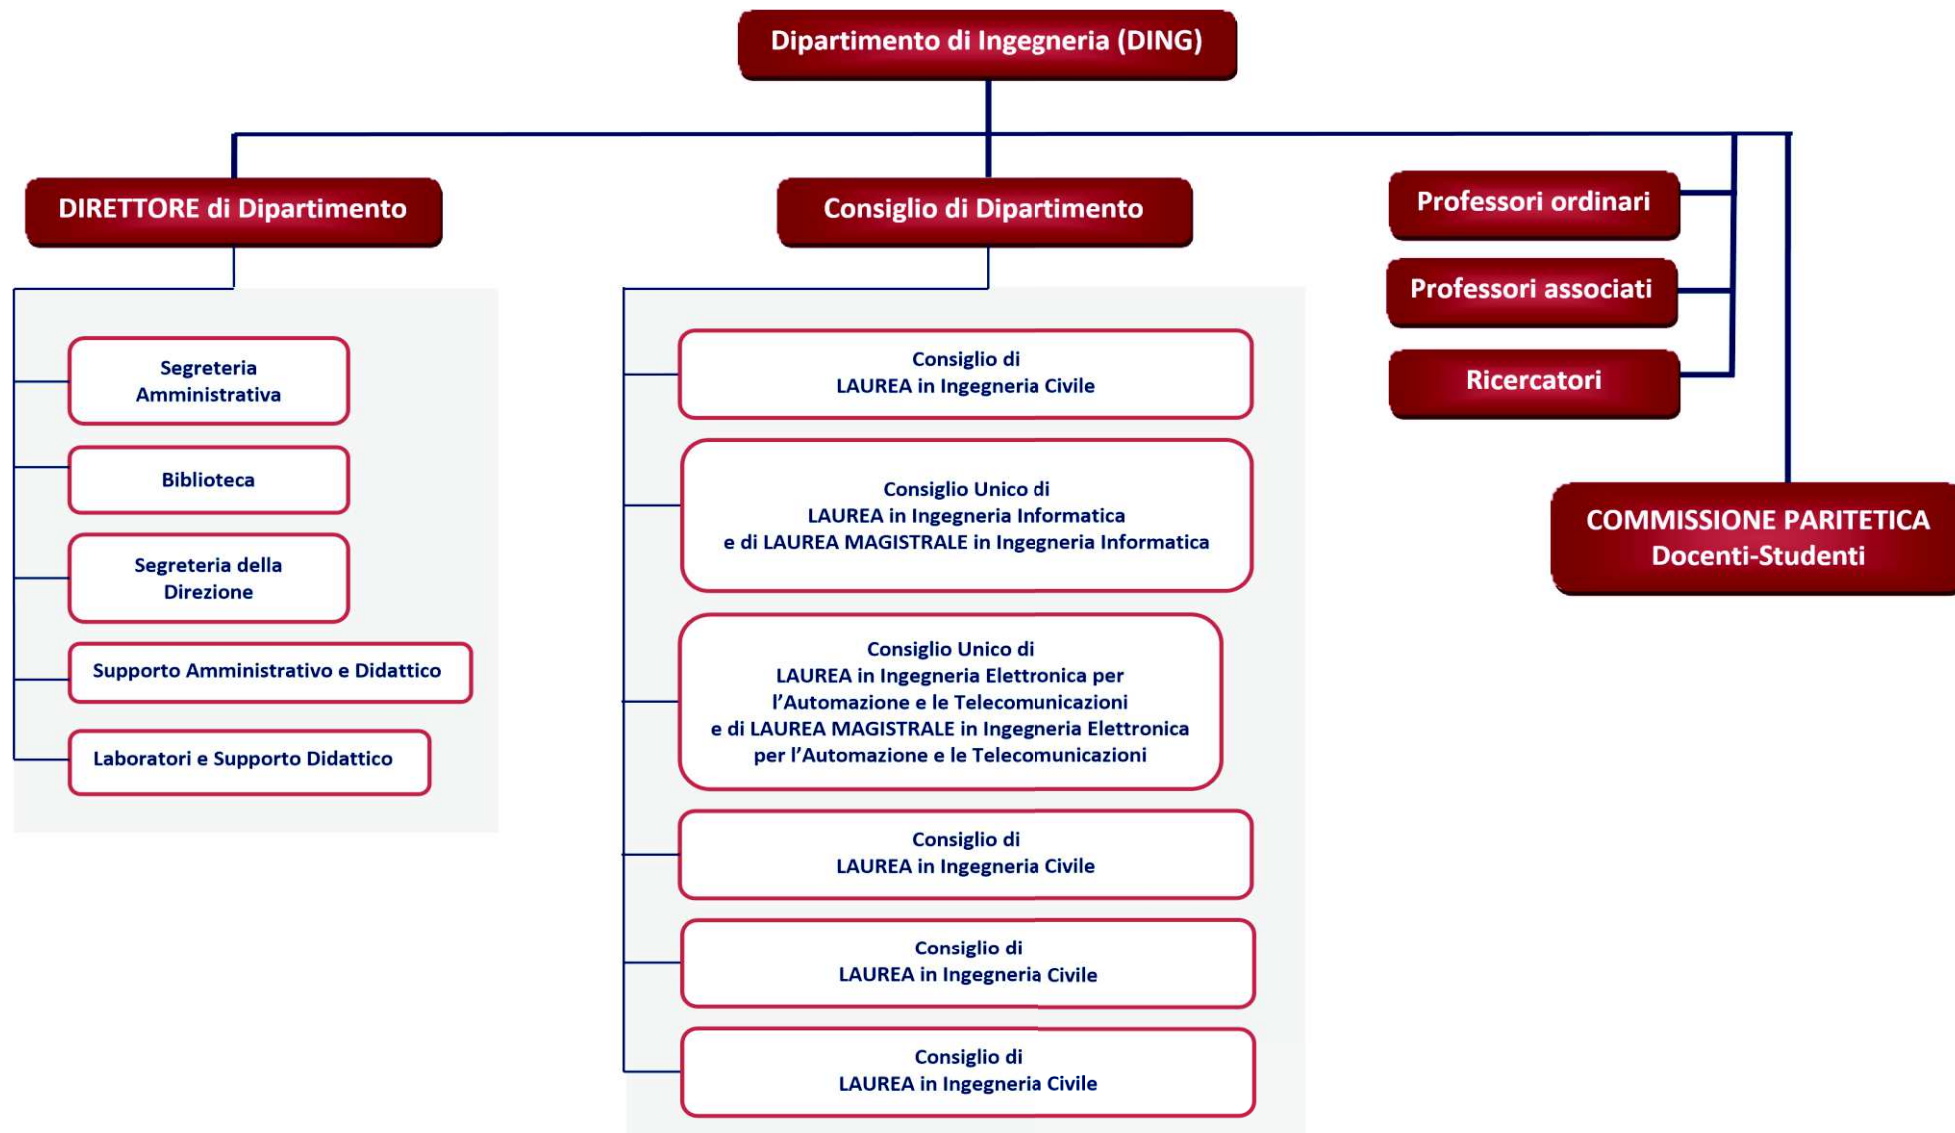 Dipartimento di Ingegneria (DING)
DIRETTORE di Dipartimento
Segreteria
Amministrativa
Biblioteca
Segreteria della
Direzione
Supporto Amministrativo e Didattico
Laboratori e Supporto Didattico
Consiglio di Dipartimento
Consiglio di
LAUREA in Ingegneria Civile
Consiglio Unico di
LAUREA in Ingegneria Informatica
e di LAUREA MAGISTRALE in Ingegneria Informatica
Consiglio Unico di
LAUREA in Ingegneria Elettronica per
l’Automazione e le Telecomunicazioni
e di LAUREA MAGISTRALE in Ingegneria Elettronica
per l’Automazione e le Telecomunicazioni
Consiglio di
LAUREA in Ingegneria Civile
Consiglio di
LAUREA in Ingegneria Civile
Consiglio di
LAUREA in Ingegneria Civile
Professori ordinari
Professori associati
Ricercatori
COMMISSIONE PARITETICA
Docenti-Studenti